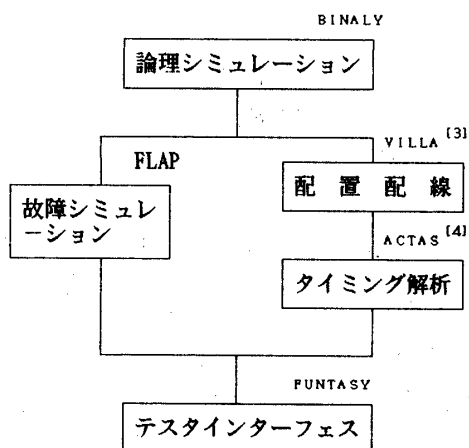 BINALY
論理シミュレーション
VILLA [3]
FLAP
配置配線
故障シミュレ
ーション
ACTAS [4]
タイミング解析
FUNTASY
テスタインターフェス